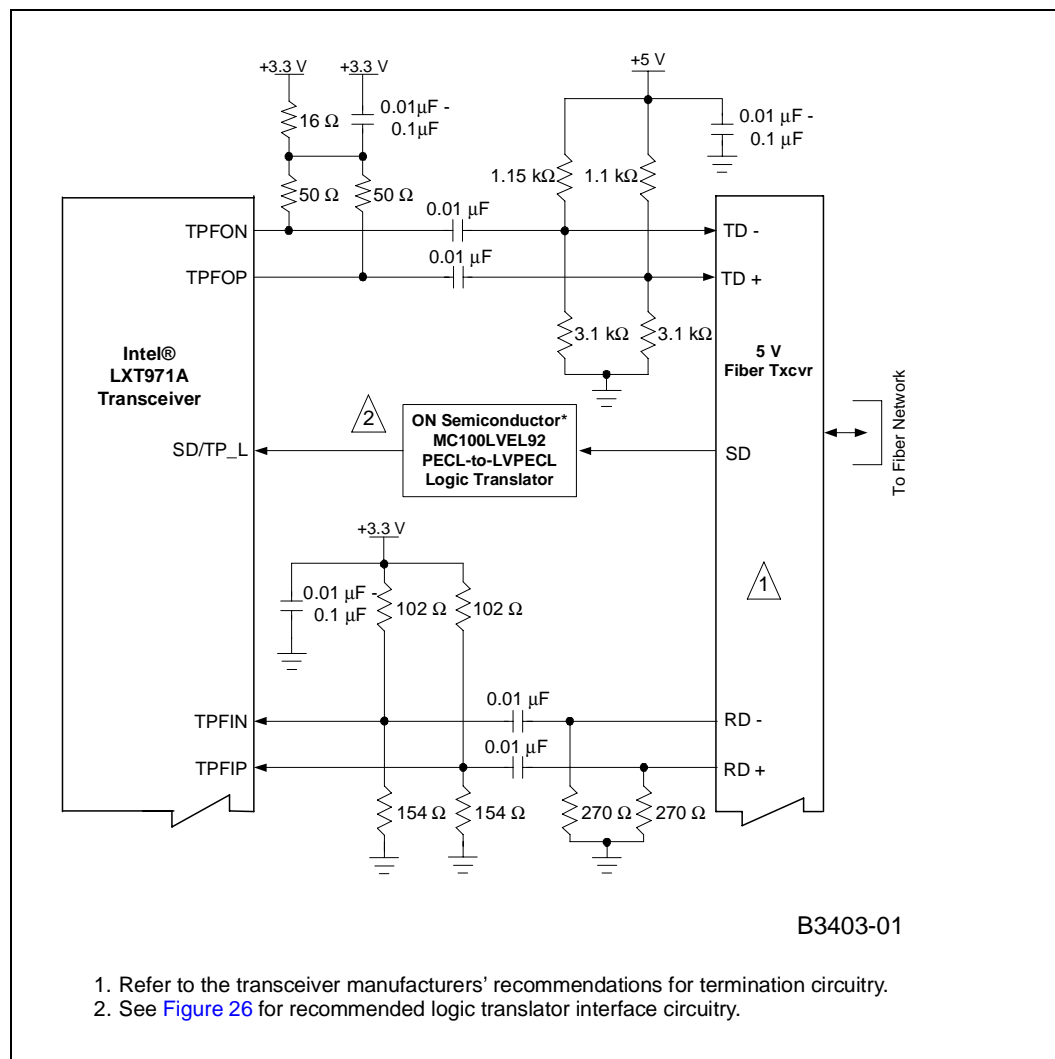 +3.3 V
+3.3 V
+5 V
16 Ω
0.01µF -
0.1µF
0.01 µF -
0.1 µF
50 Ω
50 Ω
1.15 kΩ
1.1 kΩ
0.01 µF
TPFON
TD -
0.01 µF
TPFOP
TD +
3.1 kΩ
3.1 kΩ
Intel®
LXT971A
Transceiver
5 V
Fiber Txcvr
2
ON Semiconductor*
MC100LVEL92
PECL-to-LVPECL
Logic Translator
SD/TP_L
SD
To Fiber Network
+3.3 V
0.01 µF -
0.1 µF
102 Ω
102 Ω
1
0.01 µF
TPFIN
RD -
0.01 µF
TPFIP
RD +
154 Ω
154 Ω
270 Ω
270 Ω
B3403-01
1. Refer to the transceiver manufacturers' recommendations for termination circuitry.
2. See Figure 26 for recommended logic translator interface circuitry.